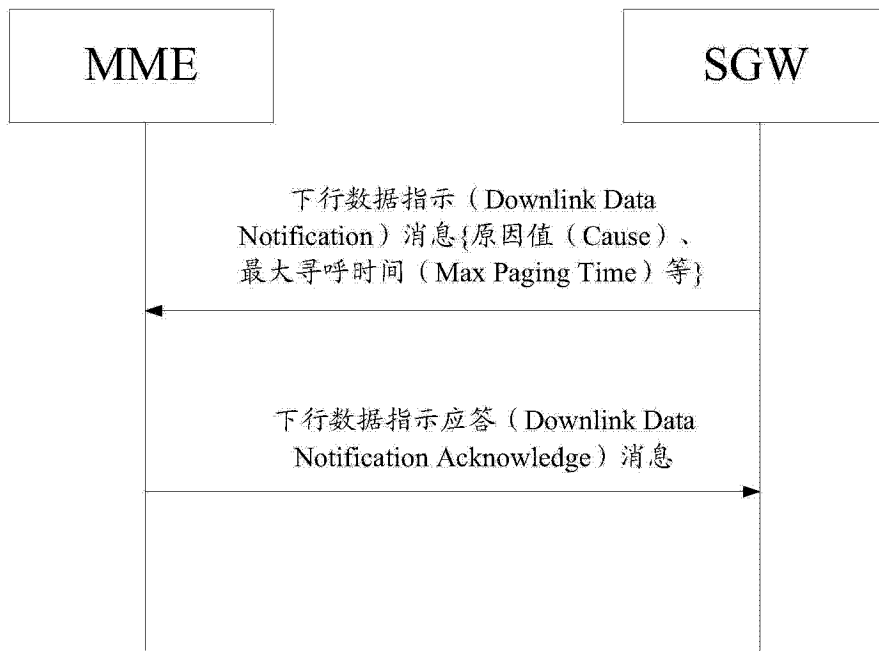 MME
SGW
下行数据指示（Downlink Data
Notification）消息{原因值（Cause）、
最大寻呼时间（Max Paging Time）等}
下行数据指示应答（Downlink Data
Notification Acknowledge）消息